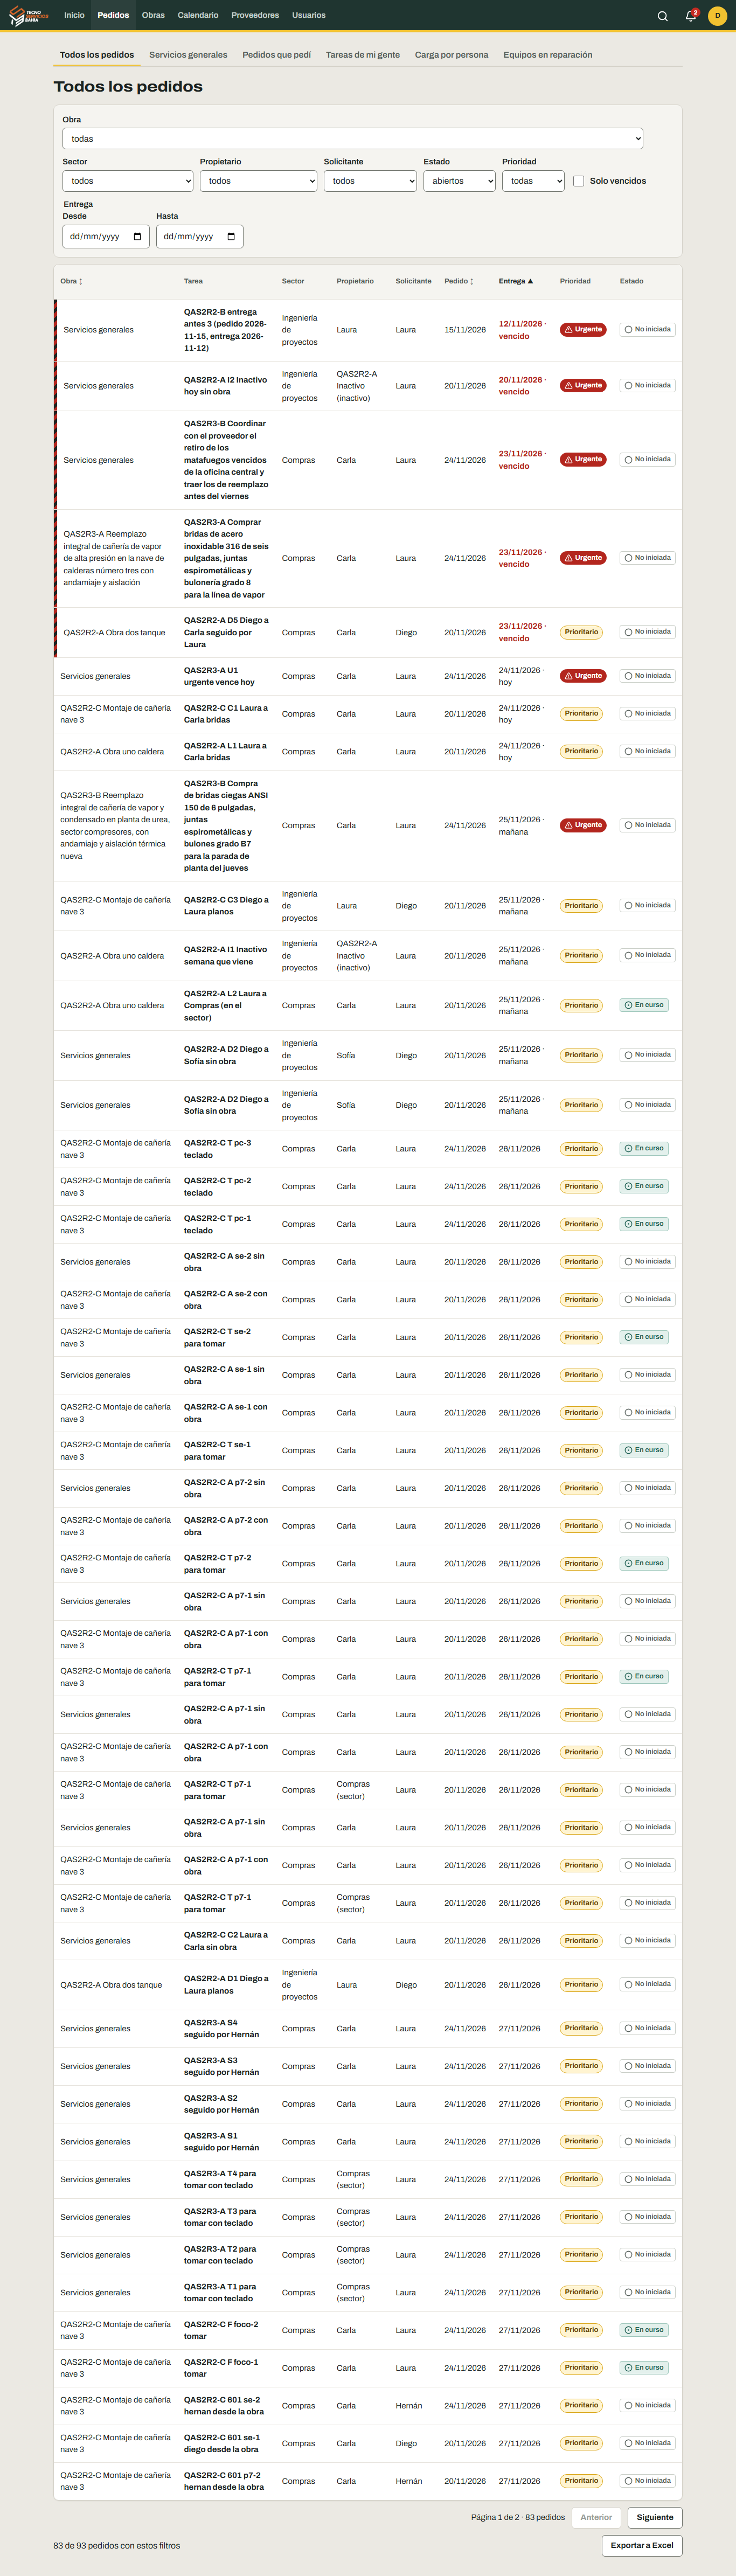 TECNO
BAHIA
Inicio Pedidos Obras Calendario Proveedores Usuarios 2 D
Todos los pedidos Servicios generales Pedidos que pedí Tareas de mi gente Carga por persona Equipos en reparación
Todos los pedidos
Obra
todas
Sector Propietario Solicitante Estado Prioridad
todos todos todos abiertos todas Solo vencidos
Entrega
Desde Hasta
dd/mm/yyyy dd/mm/yyyy
Obra Tarea Sector Propietario Solicitante Pedido Entrega ▲ Prioridad Estado
Servicios generales QAS2R2-B entrega antes 3 (pedido 2026-11-15, entrega 2026-11-12) Ingeniería de proyectos Laura Laura 15/11/2026 12/11/2026 · vencido Urgente No iniciada
Servicios generales QAS2R2-A I2 Inactivo hoy sin obra Ingeniería de proyectos QAS2R2-A Inactivo (inactivo) Laura 20/11/2026 20/11/2026 · vencido Urgente No iniciada
Servicios generales QAS2R3-B Coordinar con el proveedor el retiro de los matafuegos vencidos de la oficina central y traer los de reemplazo antes del viernes Compras Carla Laura 24/11/2026 23/11/2026 · vencido Urgente No iniciada
QAS2R3-A Reemplazo integral de cañería de vapor de alta presión en la nave de calderas número tres con andamiaje y aislación QAS2R3-A Comprar bridas de acero inoxidable 316 de seis pulgadas, juntas espirometálicas y bulonería grado 8 para la línea de vapor Compras Carla Laura 24/11/2026 23/11/2026 · vencido Urgente No iniciada
QAS2R2-A Obra dos tanque QAS2R2-A D5 Diego a Carla seguido por Laura Compras Carla Diego 20/11/2026 23/11/2026 · vencido Prioritario No iniciada
Servicios generales QAS2R3-A U1 urgente vence hoy Compras Carla Laura 24/11/2026 24/11/2026 · hoy Urgente No iniciada
QAS2R2-C Montaje de cañería nave 3 QAS2R2-C C1 Laura a Carla bridas Compras Carla Laura 20/11/2026 24/11/2026 · hoy Prioritario No iniciada
QAS2R2-A Obra uno caldera QAS2R2-A L1 Laura a Carla bridas Compras Carla Laura 20/11/2026 24/11/2026 · hoy Prioritario No iniciada
QAS2R3-B Reemplazo integral de cañería de vapor y condensado en planta de urea, sector compresores, con andamiaje y aislación térmica nueva QAS2R3-B Compra de bridas ciegas ANSI 150 de 6 pulgadas, juntas espirometálicas y bulones grado B7 para la parada de planta del jueves Compras Carla Laura 24/11/2026 25/11/2026 · mañana Urgente No iniciada
QAS2R2-C Montaje de cañería nave 3 QAS2R2-C C3 Diego a Laura planos Ingeniería de proyectos Laura Diego 20/11/2026 25/11/2026 · mañana Prioritario No iniciada
QAS2R2-A Obra uno caldera QAS2R2-A I1 Inactivo semana que viene Ingeniería de proyectos QAS2R2-A Inactivo (inactivo) Laura 20/11/2026 25/11/2026 · mañana Prioritario No iniciada
QAS2R2-A Obra uno caldera QAS2R2-A L2 Laura a Compras (en el sector) Compras Carla Laura 20/11/2026 25/11/2026 · mañana Prioritario En curso
Servicios generales QAS2R2-A D2 Diego a Sofía sin obra Ingeniería de proyectos Sofía Diego 20/11/2026 25/11/2026 · mañana Prioritario No iniciada
Servicios generales QAS2R2-A D2 Diego a Sofía sin obra Ingeniería de proyectos Sofía Diego 20/11/2026 25/11/2026 · mañana Prioritario No iniciada
QAS2R2-C Montaje de cañería nave 3 QAS2R2-C T pc-3 teclado Compras Carla Laura 24/11/2026 26/11/2026 Prioritario En curso
QAS2R2-C Montaje de cañería nave 3 QAS2R2-C T pc-2 teclado Compras Carla Laura 24/11/2026 26/11/2026 Prioritario En curso
QAS2R2-C Montaje de cañería nave 3 QAS2R2-C T pc-1 teclado Compras Carla Laura 24/11/2026 26/11/2026 Prioritario En curso
Servicios generales QAS2R2-C A se-2 sin obra Compras Carla Laura 20/11/2026 26/11/2026 Prioritario No iniciada
QAS2R2-C Montaje de cañería nave 3 QAS2R2-C A se-2 con obra Compras Carla Laura 20/11/2026 26/11/2026 Prioritario No iniciada
QAS2R2-C Montaje de cañería nave 3 QAS2R2-C T se-2 para tomar Compras Carla Laura 20/11/2026 26/11/2026 Prioritario En curso
Servicios generales QAS2R2-C A se-1 sin obra Compras Carla Laura 20/11/2026 26/11/2026 Prioritario No iniciada
QAS2R2-C Montaje de cañería nave 3 QAS2R2-C A se-1 con obra Compras Carla Laura 20/11/2026 26/11/2026 Prioritario No iniciada
QAS2R2-C Montaje de cañería nave 3 QAS2R2-C T se-1 para tomar Compras Carla Laura 20/11/2026 26/11/2026 Prioritario En curso
Servicios generales QAS2R2-C A p7-2 sin obra Compras Carla Laura 20/11/2026 26/11/2026 Prioritario No iniciada
QAS2R2-C Montaje de cañería nave 3 QAS2R2-C A p7-2 con obra Compras Carla Laura 20/11/2026 26/11/2026 Prioritario No iniciada
QAS2R2-C Montaje de cañería nave 3 QAS2R2-C T p7-2 para tomar Compras Carla Laura 20/11/2026 26/11/2026 Prioritario En curso
Servicios generales QAS2R2-C A p7-1 sin obra Compras Carla Laura 20/11/2026 26/11/2026 Prioritario No iniciada
QAS2R2-C Montaje de cañería nave 3 QAS2R2-C A p7-1 con obra Compras Carla Laura 20/11/2026 26/11/2026 Prioritario No iniciada
QAS2R2-C Montaje de cañería nave 3 QAS2R2-C T p7-1 para tomar Compras Carla Laura 20/11/2026 26/11/2026 Prioritario En curso
Servicios generales QAS2R2-C A p7-1 sin obra Compras Carla Laura 20/11/2026 26/11/2026 Prioritario No iniciada
QAS2R2-C Montaje de cañería nave 3 QAS2R2-C A p7-1 con obra Compras Carla Laura 20/11/2026 26/11/2026 Prioritario No iniciada
QAS2R2-C Montaje de cañería nave 3 QAS2R2-C T p7-1 para tomar Compras Compras (sector) Laura 20/11/2026 26/11/2026 Prioritario No iniciada
Servicios generales QAS2R2-C A p7-1 sin obra Compras Carla Laura 20/11/2026 26/11/2026 Prioritario No iniciada
QAS2R2-C Montaje de cañería nave 3 QAS2R2-C A p7-1 con obra Compras Carla Laura 20/11/2026 26/11/2026 Prioritario No iniciada
QAS2R2-C Montaje de cañería nave 3 QAS2R2-C T p7-1 para tomar Compras Compras (sector) Laura 20/11/2026 26/11/2026 Prioritario No iniciada
Servicios generales QAS2R2-C C2 Laura a Carla sin obra Compras Carla Laura 20/11/2026 26/11/2026 Prioritario No iniciada
QAS2R2-A Obra dos tanque QAS2R2-A D1 Diego a Laura planos Ingeniería de proyectos Laura Diego 20/11/2026 26/11/2026 Prioritario No iniciada
Servicios generales QAS2R3-A S4 seguido por Hernán Compras Carla Laura 24/11/2026 27/11/2026 Prioritario No iniciada
Servicios generales QAS2R3-A S3 seguido por Hernán Compras Carla Laura 24/11/2026 27/11/2026 Prioritario No iniciada
Servicios generales QAS2R3-A S2 seguido por Hernán Compras Carla Laura 24/11/2026 27/11/2026 Prioritario No iniciada
Servicios generales QAS2R3-A S1 seguido por Hernán Compras Carla Laura 24/11/2026 27/11/2026 Prioritario No iniciada
Servicios generales QAS2R3-A T4 para tomar con teclado Compras Compras (sector) Laura 24/11/2026 27/11/2026 Prioritario No iniciada
Servicios generales QAS2R3-A T3 para tomar con teclado Compras Compras (sector) Laura 24/11/2026 27/11/2026 Prioritario No iniciada
Servicios generales QAS2R3-A T2 para tomar con teclado Compras Compras (sector) Laura 24/11/2026 27/11/2026 Prioritario No iniciada
Servicios generales QAS2R3-A T1 para tomar con teclado Compras Compras (sector) Laura 24/11/2026 27/11/2026 Prioritario No iniciada
QAS2R2-C Montaje de cañería nave 3 QAS2R2-C F foco-2 tomar Compras Carla Laura 24/11/2026 27/11/2026 Prioritario En curso
QAS2R2-C Montaje de cañería nave 3 QAS2R2-C F foco-1 tomar Compras Carla Laura 24/11/2026 27/11/2026 Prioritario En curso
QAS2R2-C Montaje de cañería nave 3 QAS2R2-C 601 se-2 hernan desde la obra Compras Carla Hernán 24/11/2026 27/11/2026 Prioritario No iniciada
QAS2R2-C Montaje de cañería nave 3 QAS2R2-C 601 se-1 diego desde la obra Compras Carla Diego 20/11/2026 27/11/2026 Prioritario No iniciada
QAS2R2-C Montaje de cañería nave 3 QAS2R2-C 601 p7-2 hernan desde la obra Compras Carla Hernán 20/11/2026 27/11/2026 Prioritario No iniciada
Página 1 de 2 · 83 pedidos Anterior Siguiente
83 de 93 pedidos con estos filtros Exportar a Excel